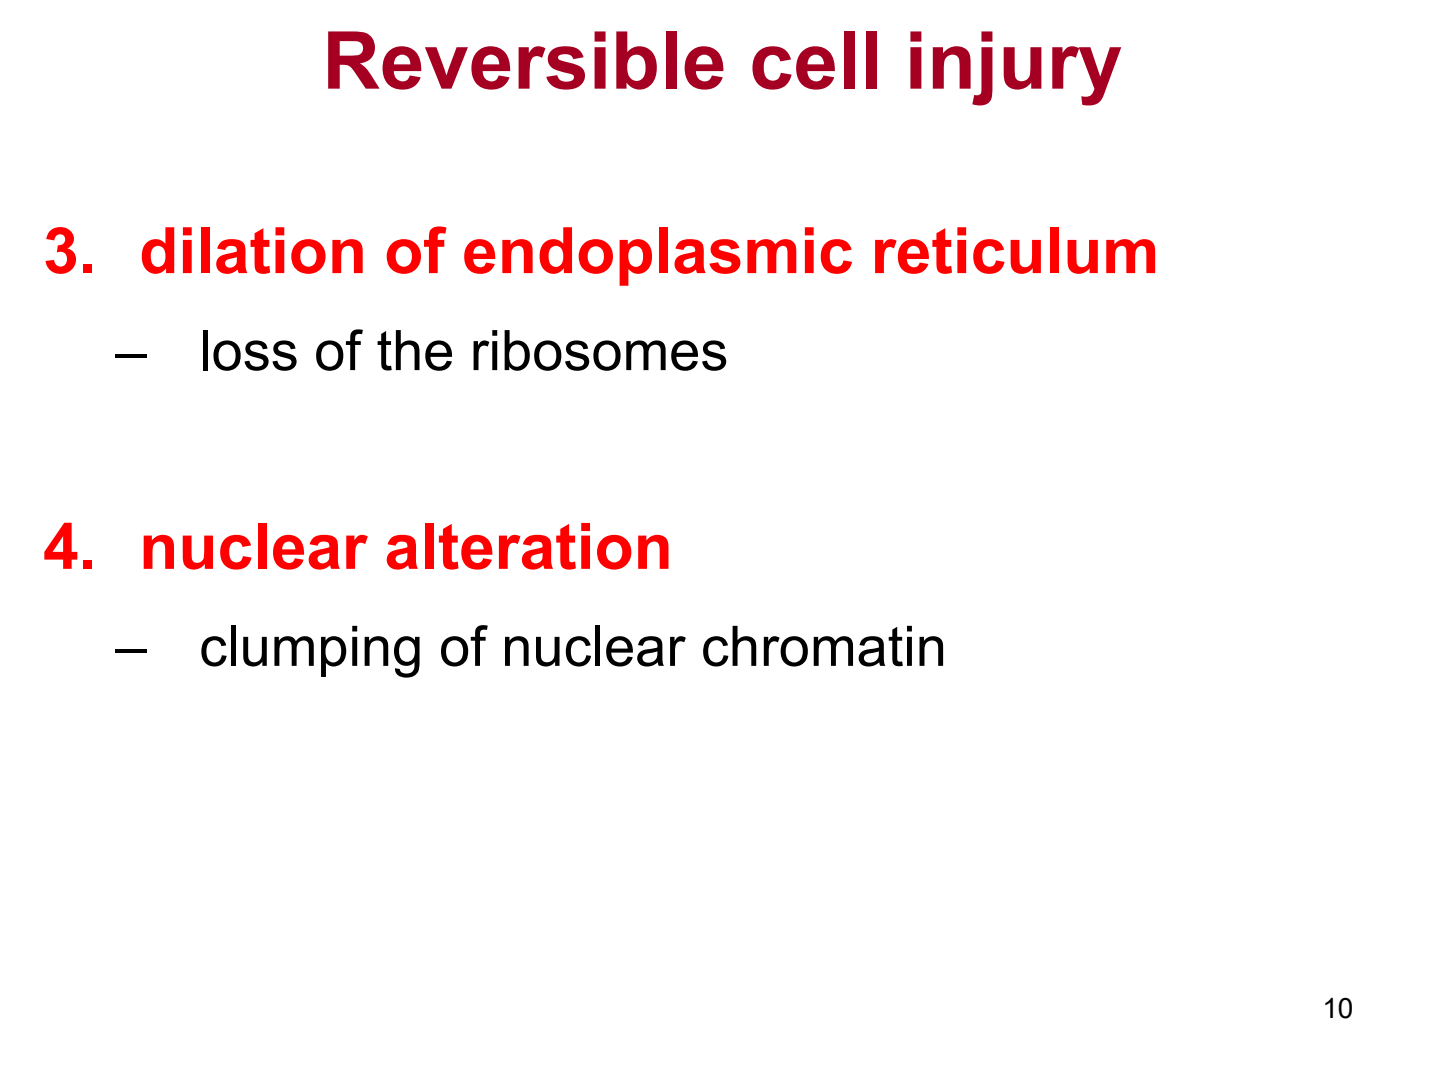 Reversible cell injury
3. dilation of endoplasmic reticulum
– loss of the ribosomes
4. nuclear alteration
– clumping of nuclear chromatin
10